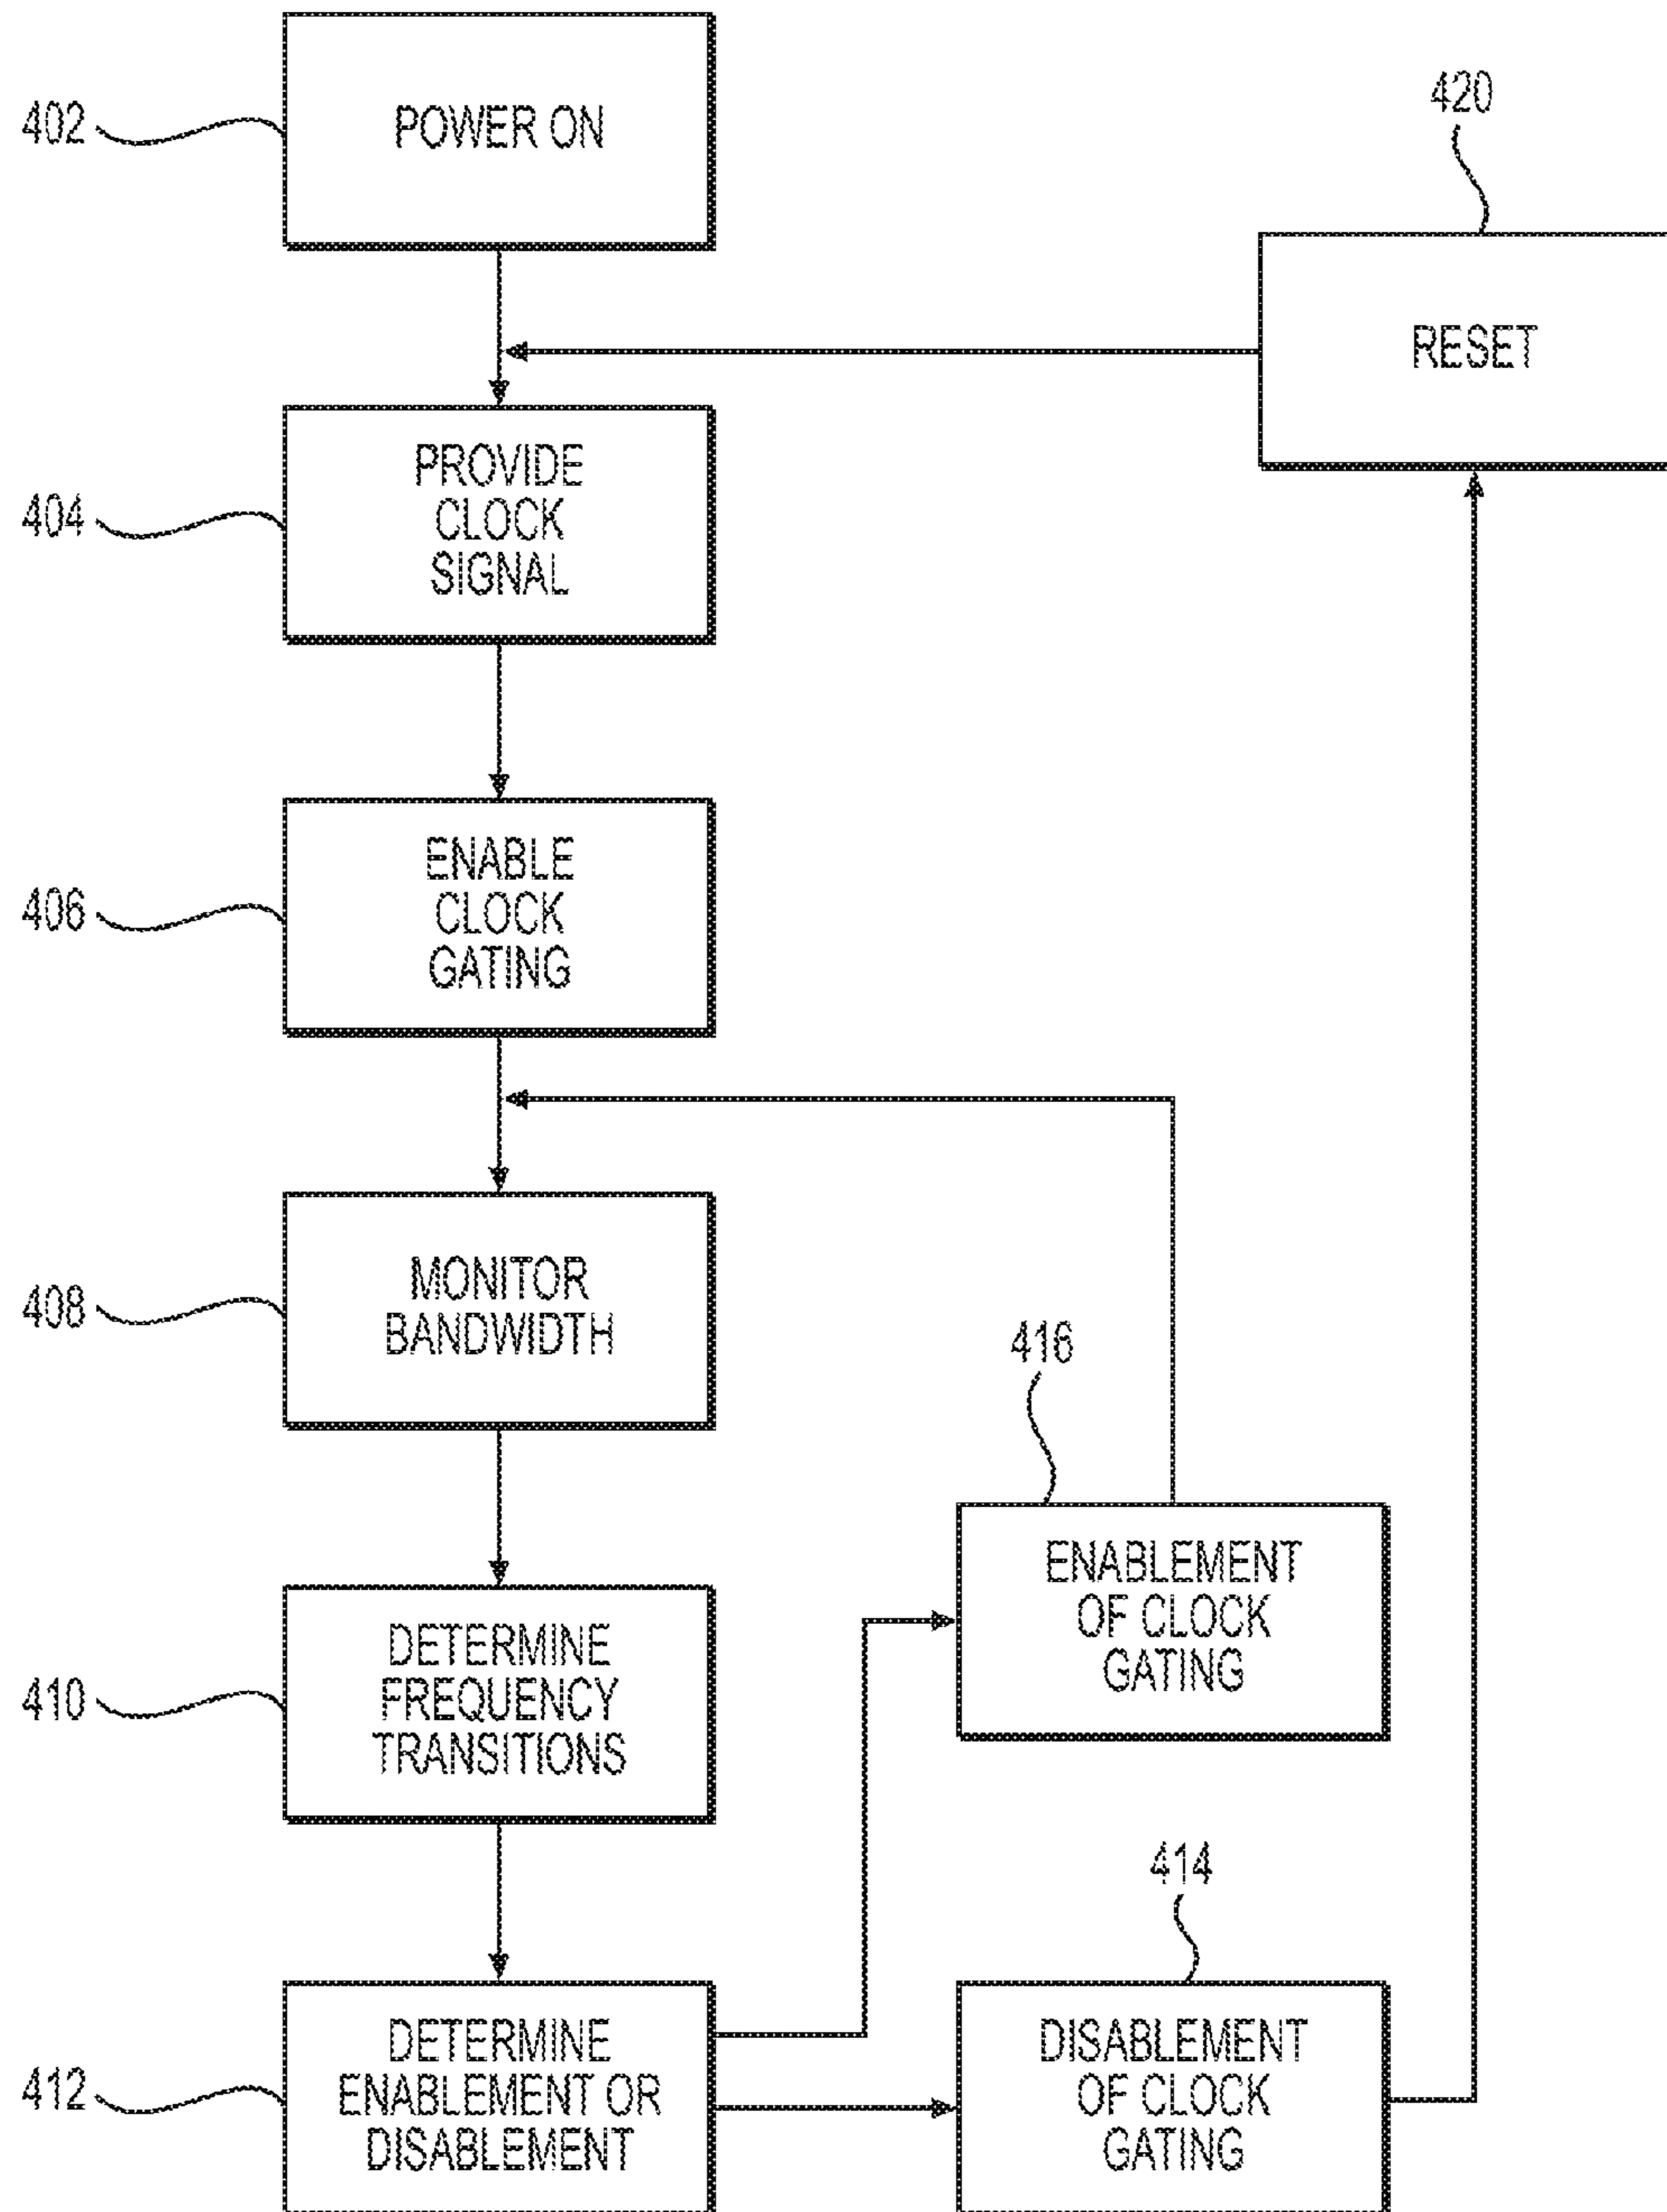 402
POWER ON
420
RESET
404
PROVIDE
CLOCK
SIGNAL
406
ENABLE
CLOCK
GATING
408
MONITOR
BANDWIDTH
416
ENABLEMENT
OF CLOCK
GATING
410
DETERMINE
FREQUENCY
TRANSITIONS
414
DISABLEMENT
OF CLOCK
GATING
412
DETERMINE
ENABLEMENT OR
DISABLEMENT